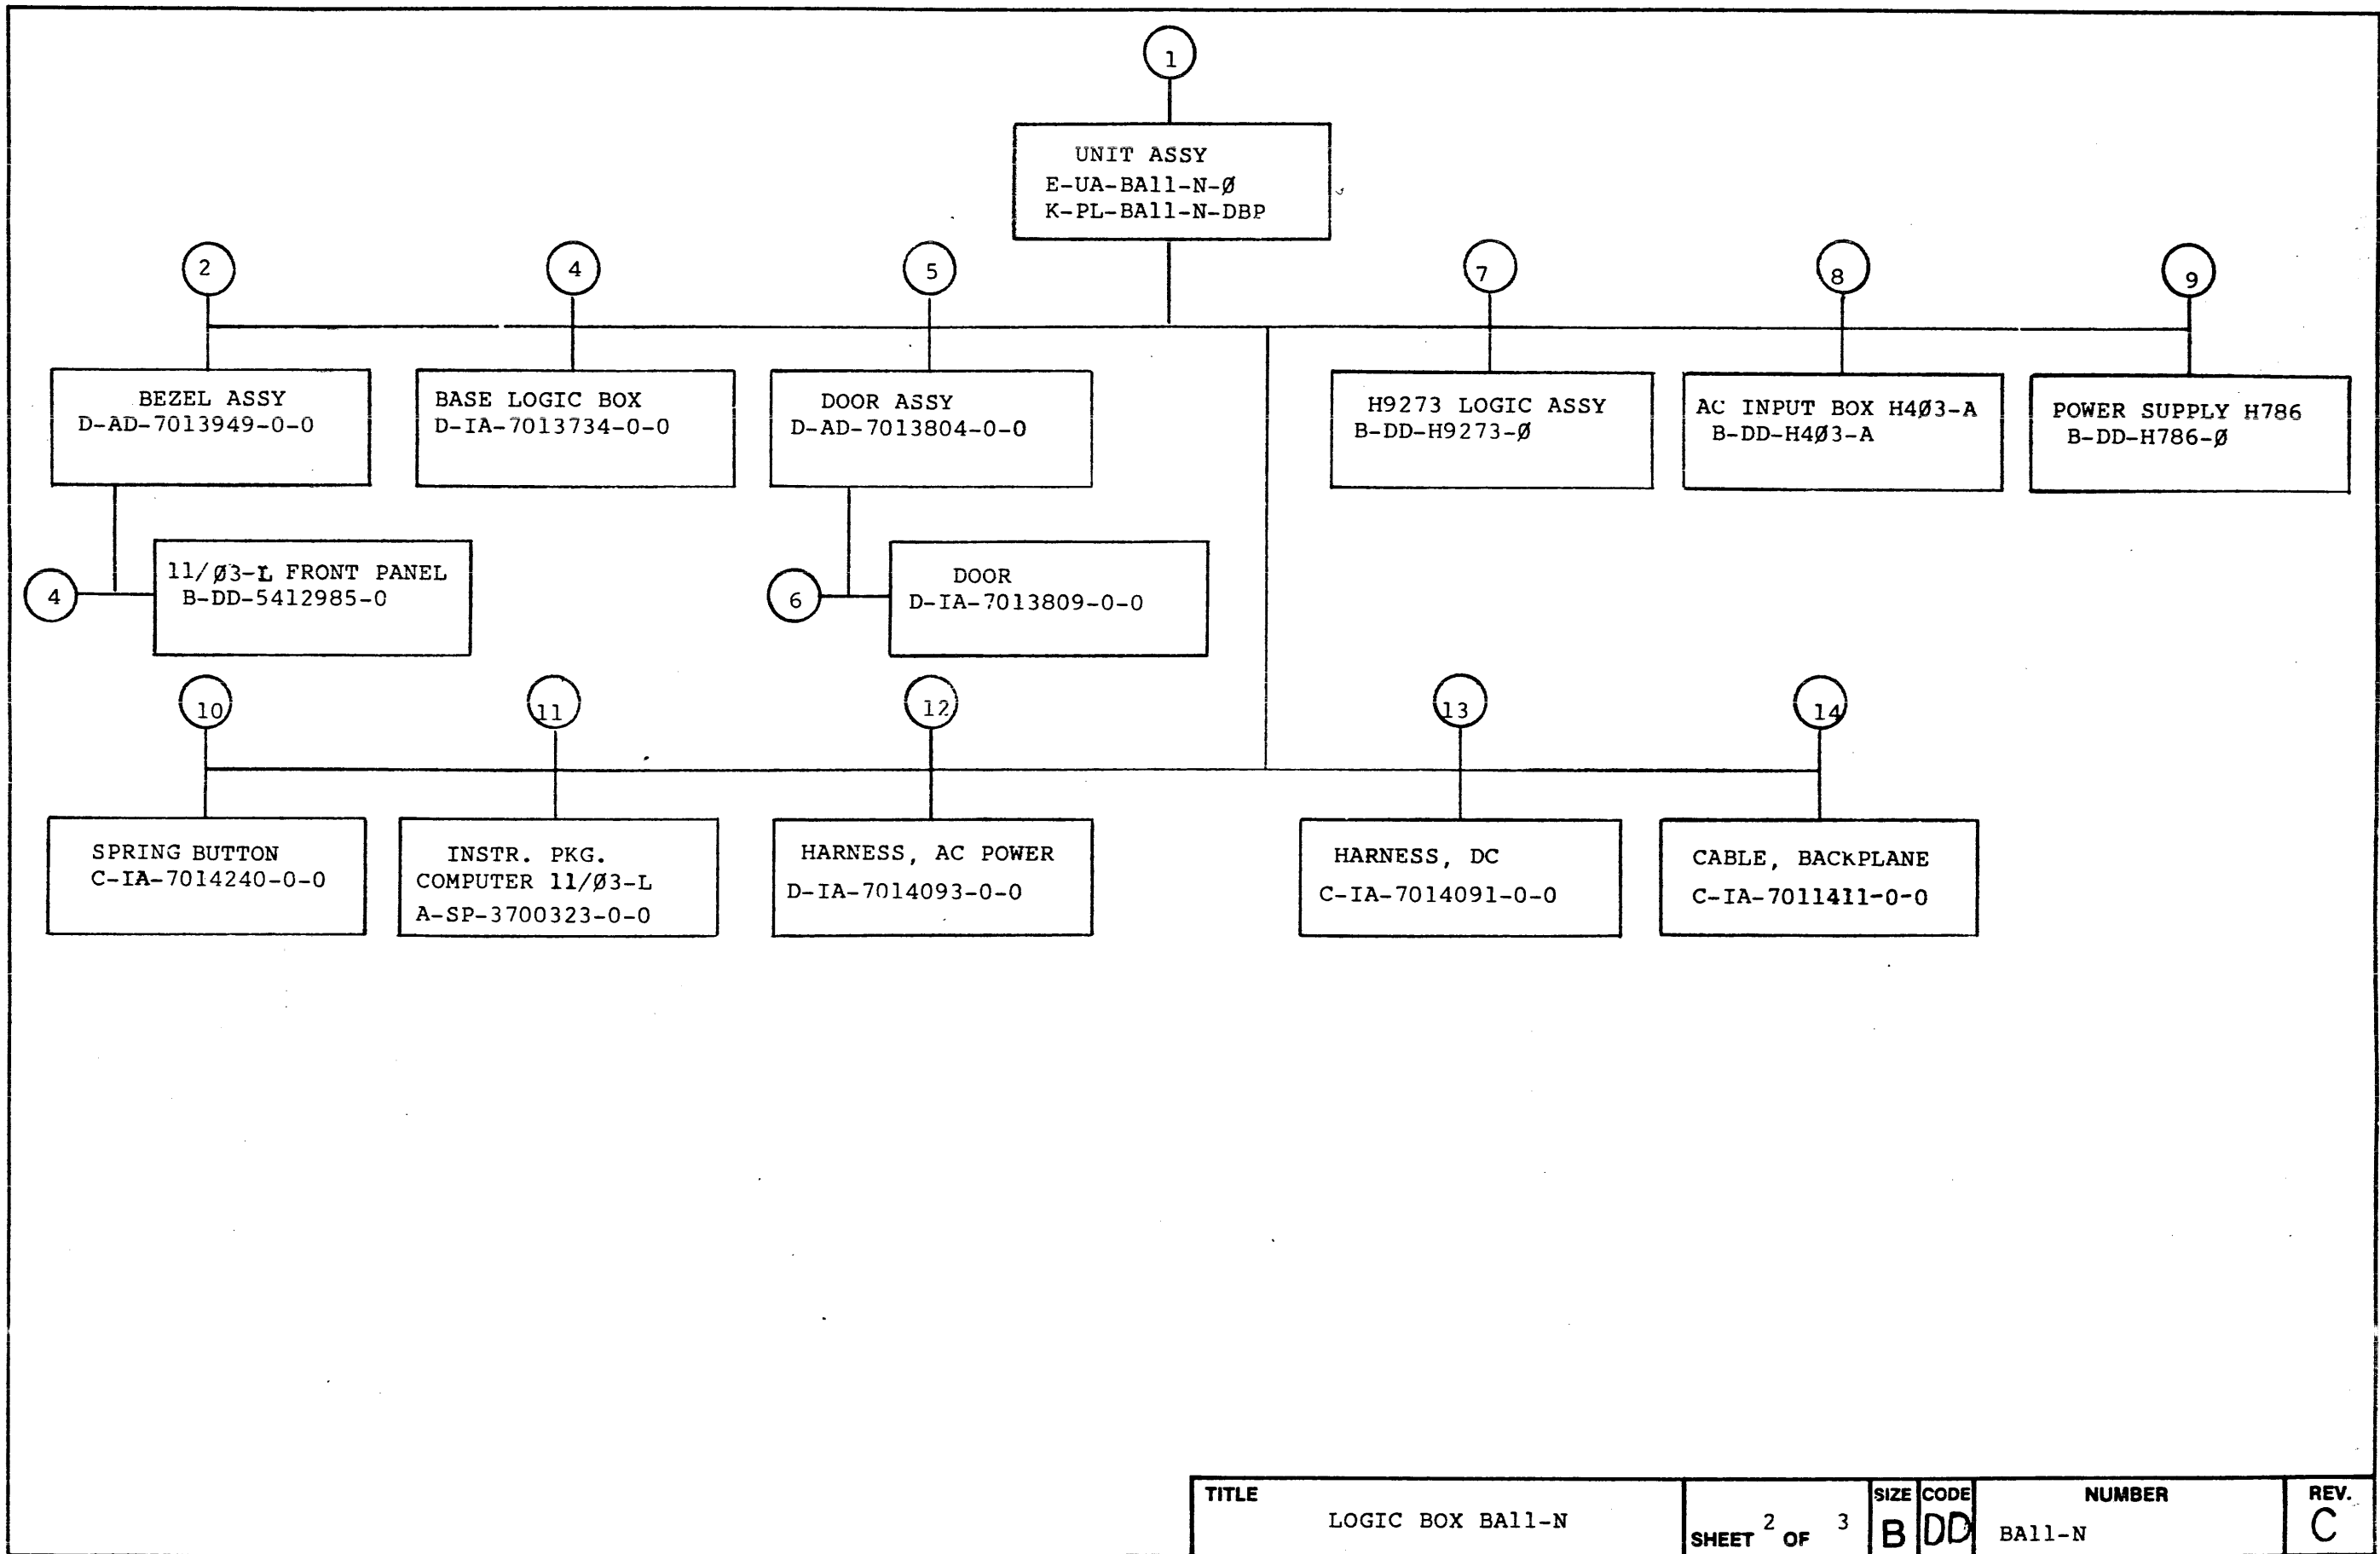 1
UNIT ASSY
E-UA-BA11-N-Ø
K-PL-BA11-N-DBP
2
4
5
7
8
9
BEZEL ASSY
D-AD-7013949-0-0
BASE LOGIC BOX
D-IA-7013734-0-0
DOOR ASSY
D-AD-7013804-0-0
H9273 LOGIC ASSY
B-DD-H9273-Ø
AC INPUT BOX H4Ø3-A
B-DD-H4Ø3-A
POWER SUPPLY H786
B-DD-H786-Ø
4
11/Ø3-L FRONT PANEL
B-DD-5412985-0
6
DOOR
D-IA-7013809-0-0
10
11
12
13
14
SPRING BUTTON
C-IA-7014240-0-0
INSTR. PKG.
COMPUTER 11/Ø3-L
A-SP-3700323-0-0
HARNESS, AC POWER
D-IA-7014093-0-0
HARNESS, DC
C-IA-7014091-0-0
CABLE, BACKPLANE
C-IA-7011411-0-0
TITLE
LOGIC BOX BA11-N
SHEET 2 OF 3
SIZE
B
CODE
DD
NUMBER
BA11-N
REV.
C